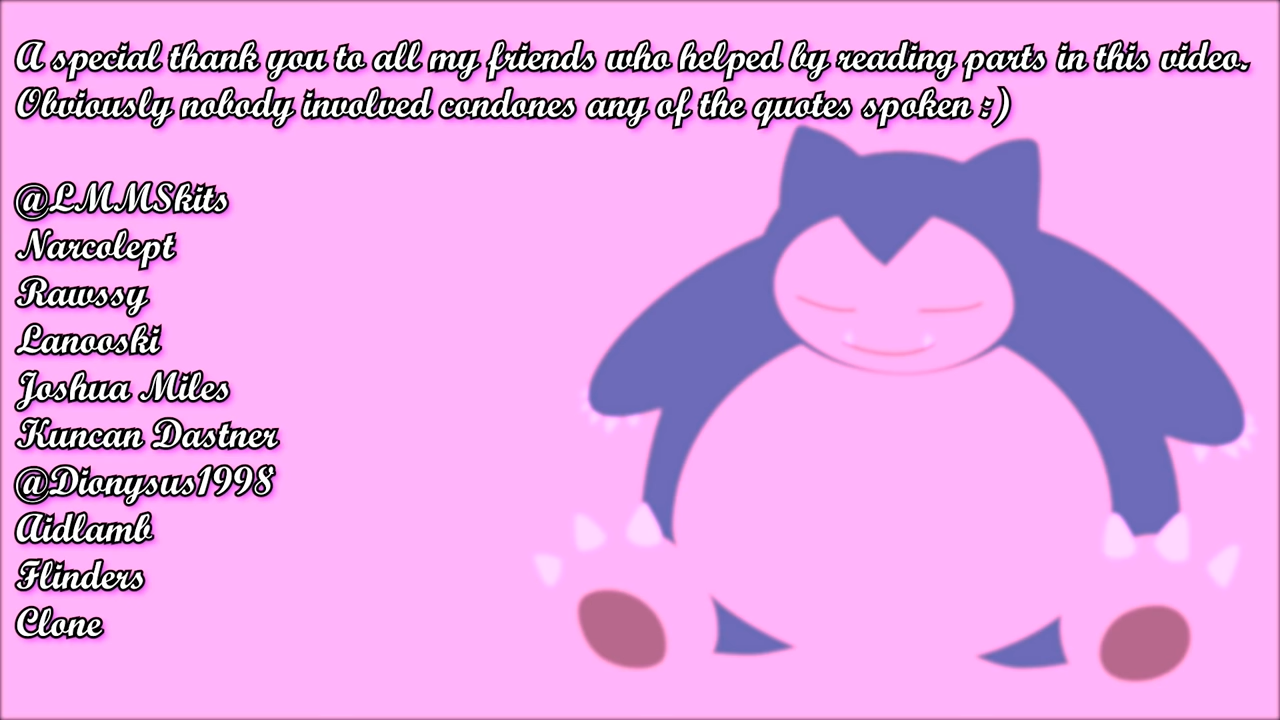 A special thank you to all my friends who helped by reading parts in this video.
Obviously nobody involved condones any of the quotes spoken :)
@LMMSkits
Narcolept
Rawssy
Lanooski
Joshua Miles
Kuncan Dastner
@Dionysus1998
Aidlamb
Flinders
Clone